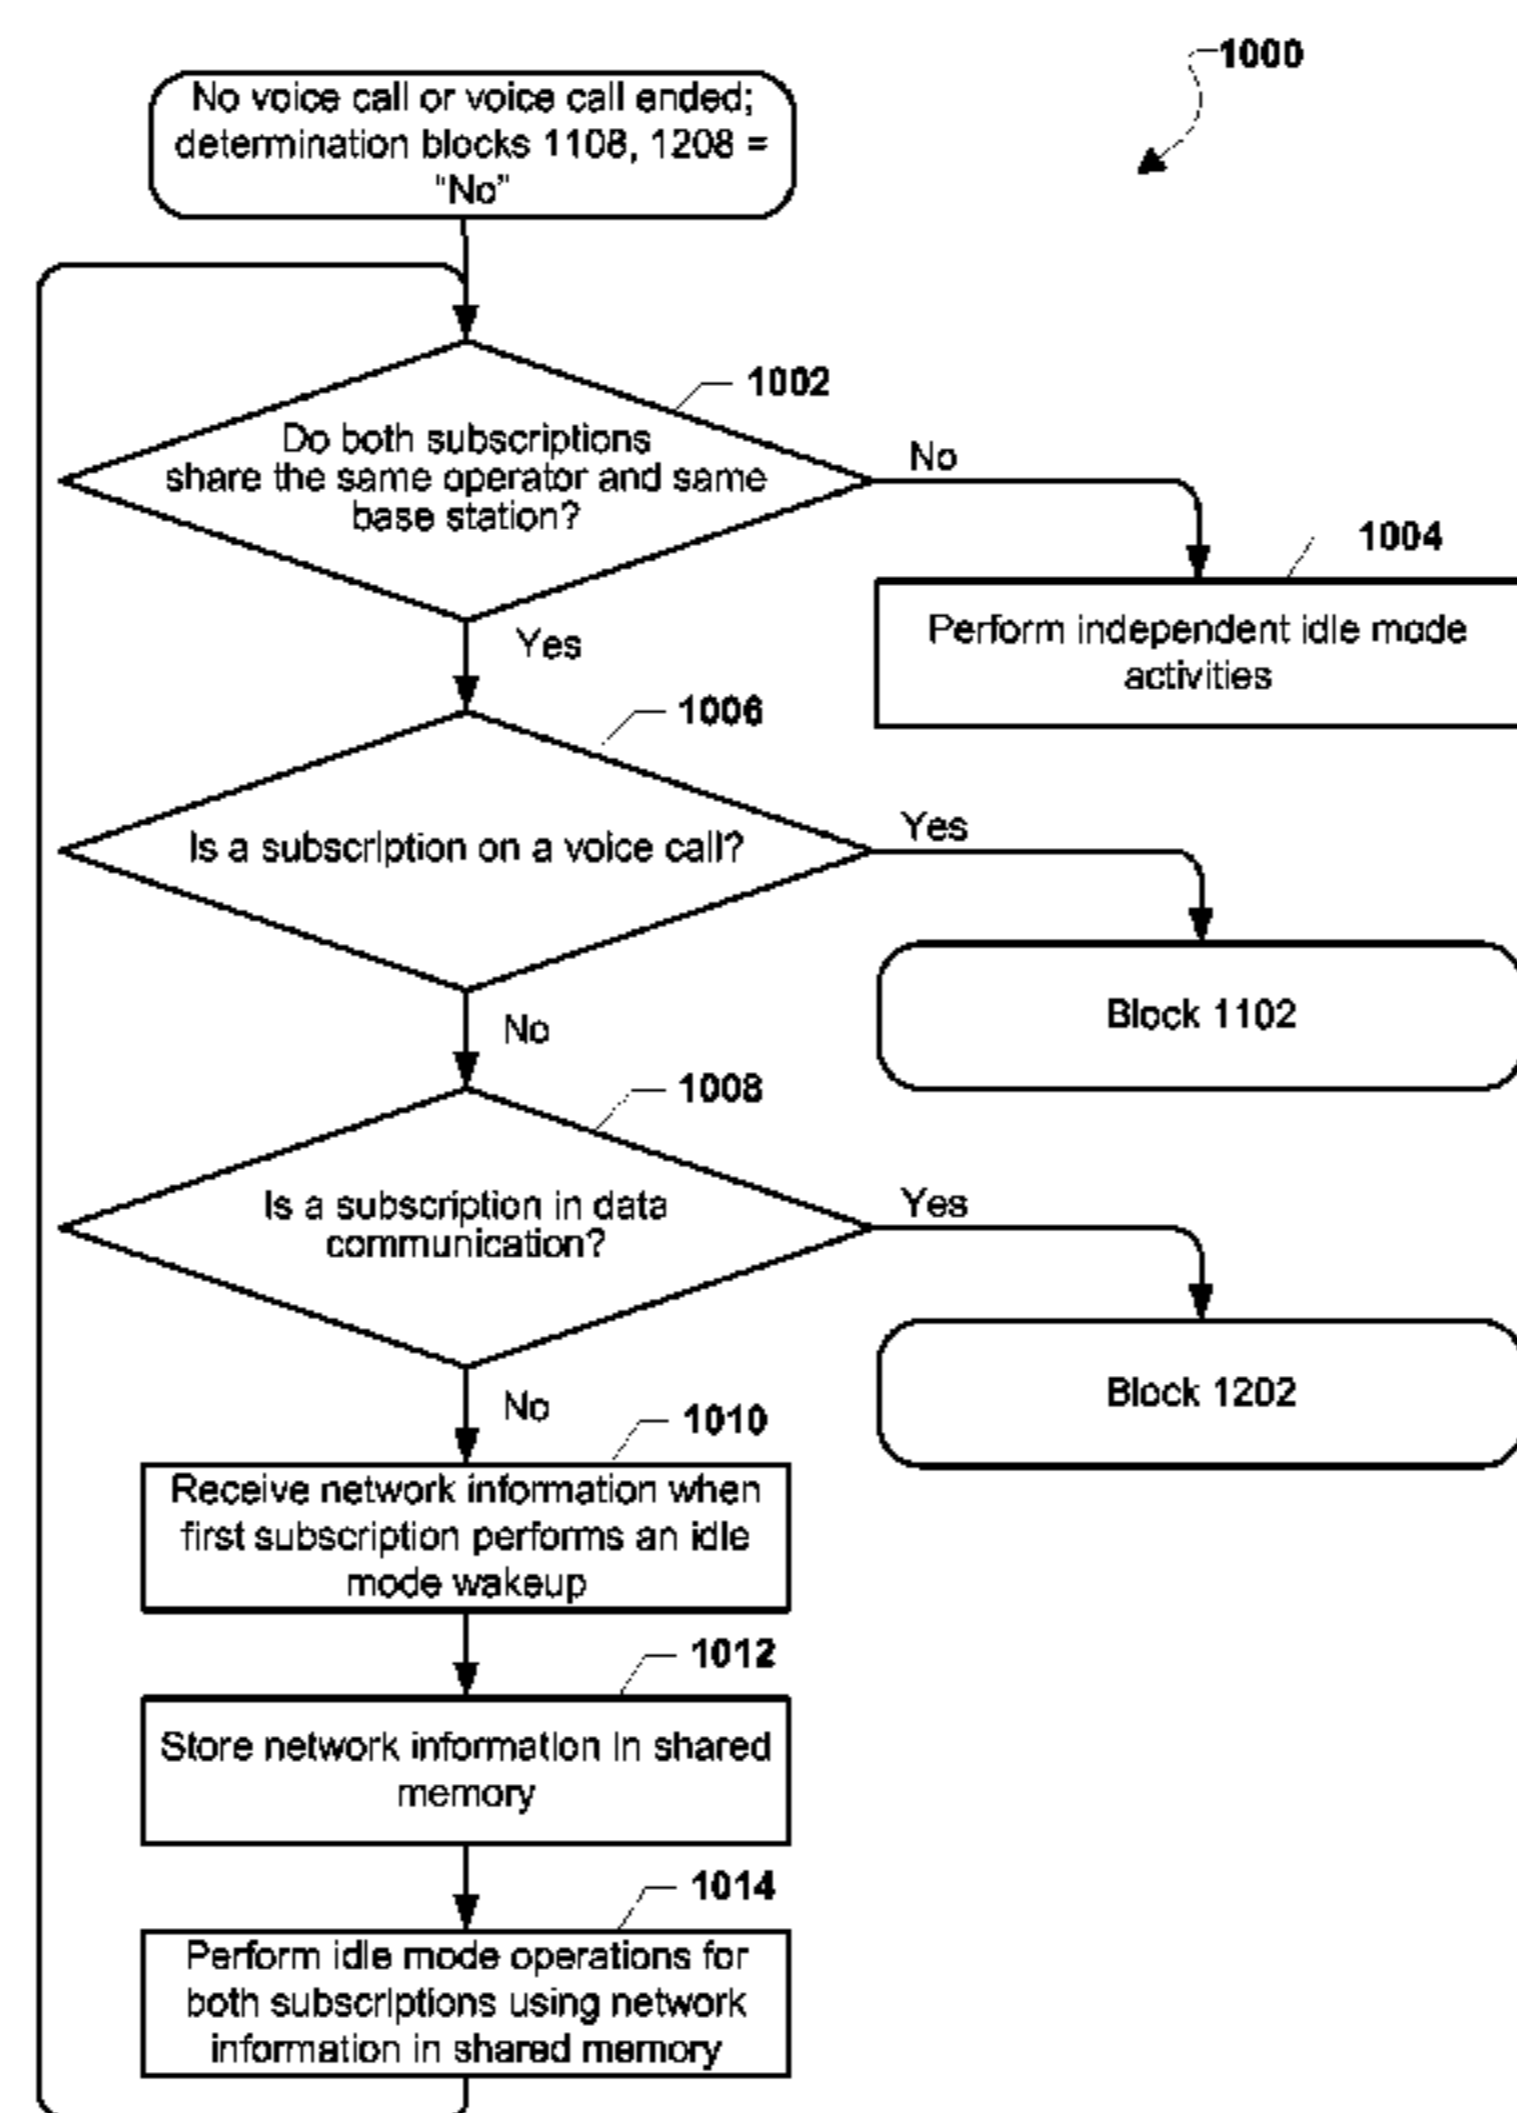 1000
No voice call or voice call ended;
determination blocks 1108, 1208 =
"No"
1002
Do both subscriptions
share the same operator and same
base station?
No
1004
Perform independent idle mode
activities
Yes
1006
Is a subscription on a voice call?
Yes
Block 1102
No
1008
Is a subscription in data
communication?
Yes
Block 1202
No
1010
Receive network information when
first subscription performs an idle
mode wakeup
1012
Store network information in shared
memory
1014
Perform idle mode operations for
both subscriptions using network
information in shared memory